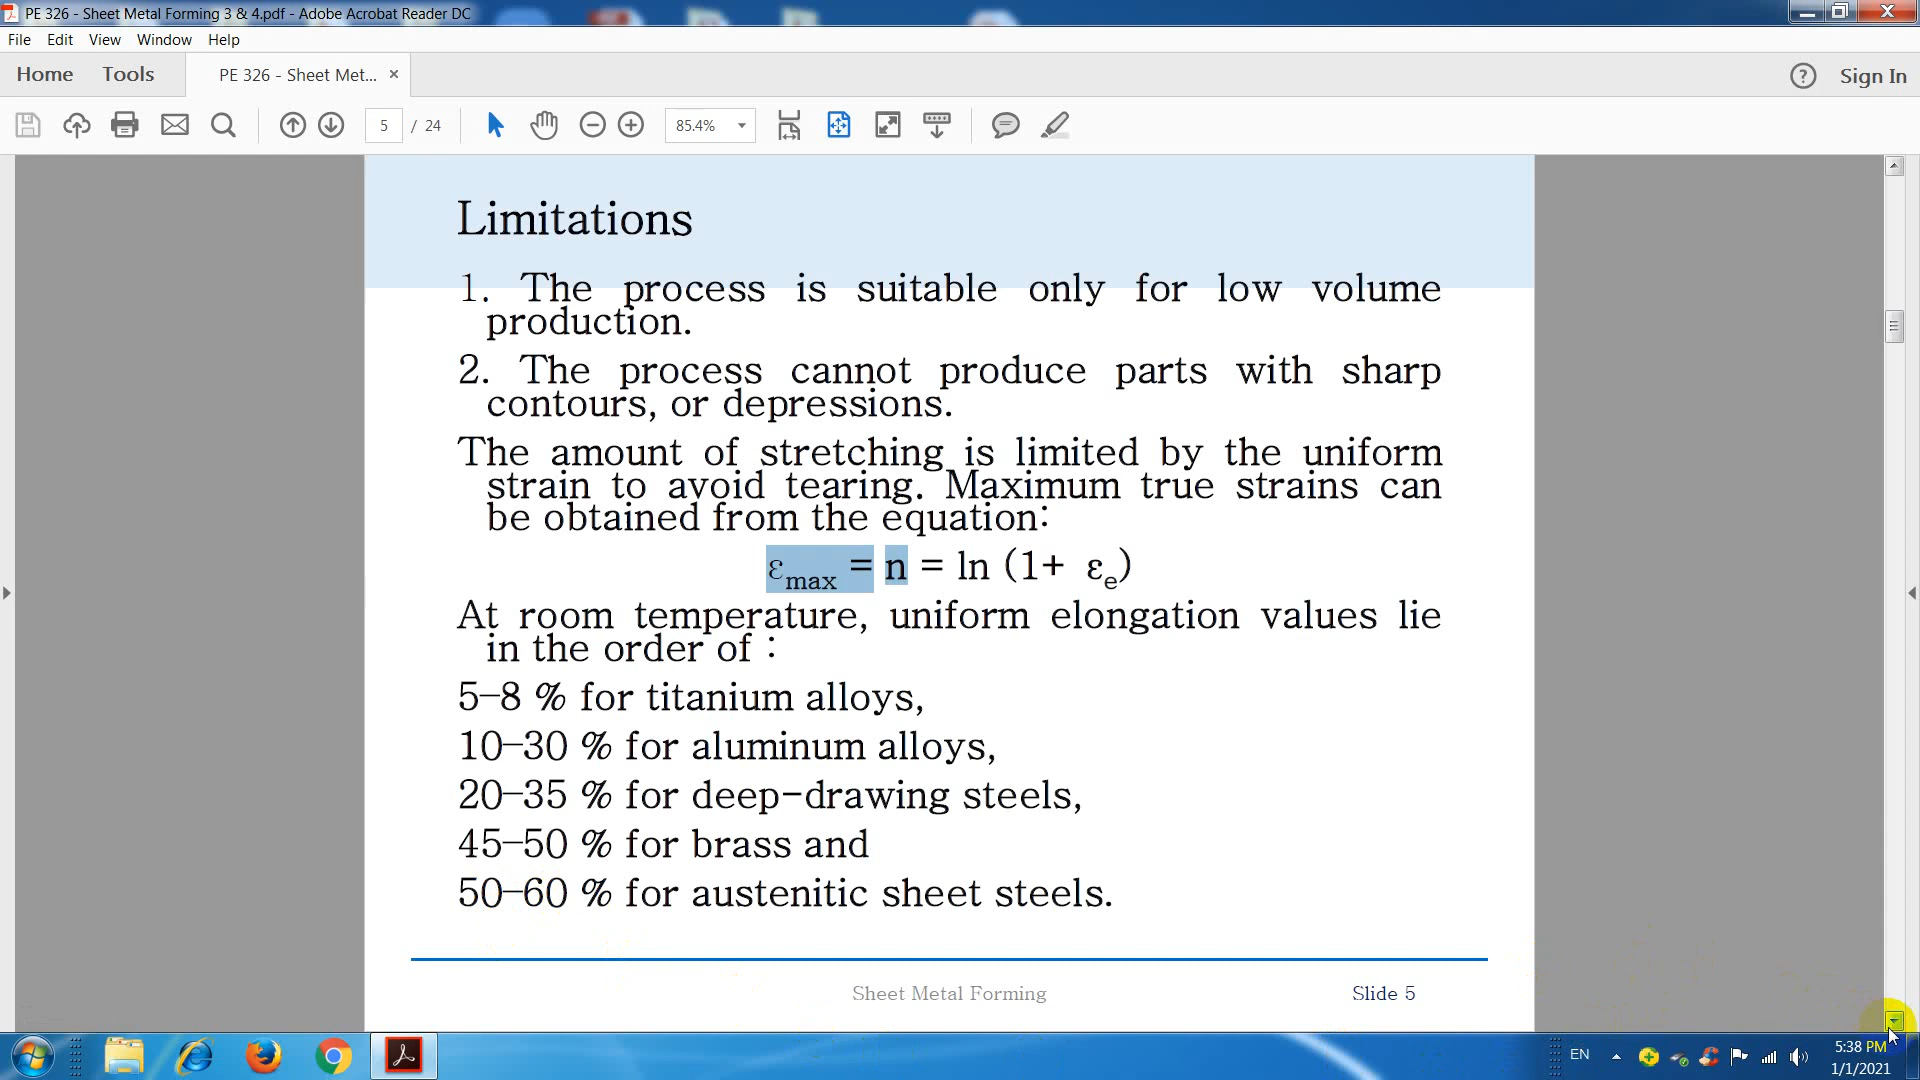 PE 326 - Sheet Metal Forming 3 & 4.pdf - Adobe Acrobat Reader DC
File Edit View Window Help
Home Tools PE 326 - Sheet Met... × ? Sign In
5 / 24 85.4%
Limitations
1. The process is suitable only for low volume
production.
2. The process cannot produce parts with sharp
contours, or depressions.
The amount of stretching is limited by the uniform
strain to avoid tearing. Maximum true strains can
be obtained from the equation:
εmax = n = ln (1+ εe)
At room temperature, uniform elongation values lie
in the order of :
5-8 % for titanium alloys,
10-30 % for aluminum alloys,
20-35 % for deep-drawing steels,
45-50 % for brass and
50-60 % for austenitic sheet steels.
Sheet Metal Forming Slide 5
EN 5:38 PM
1/1/2021